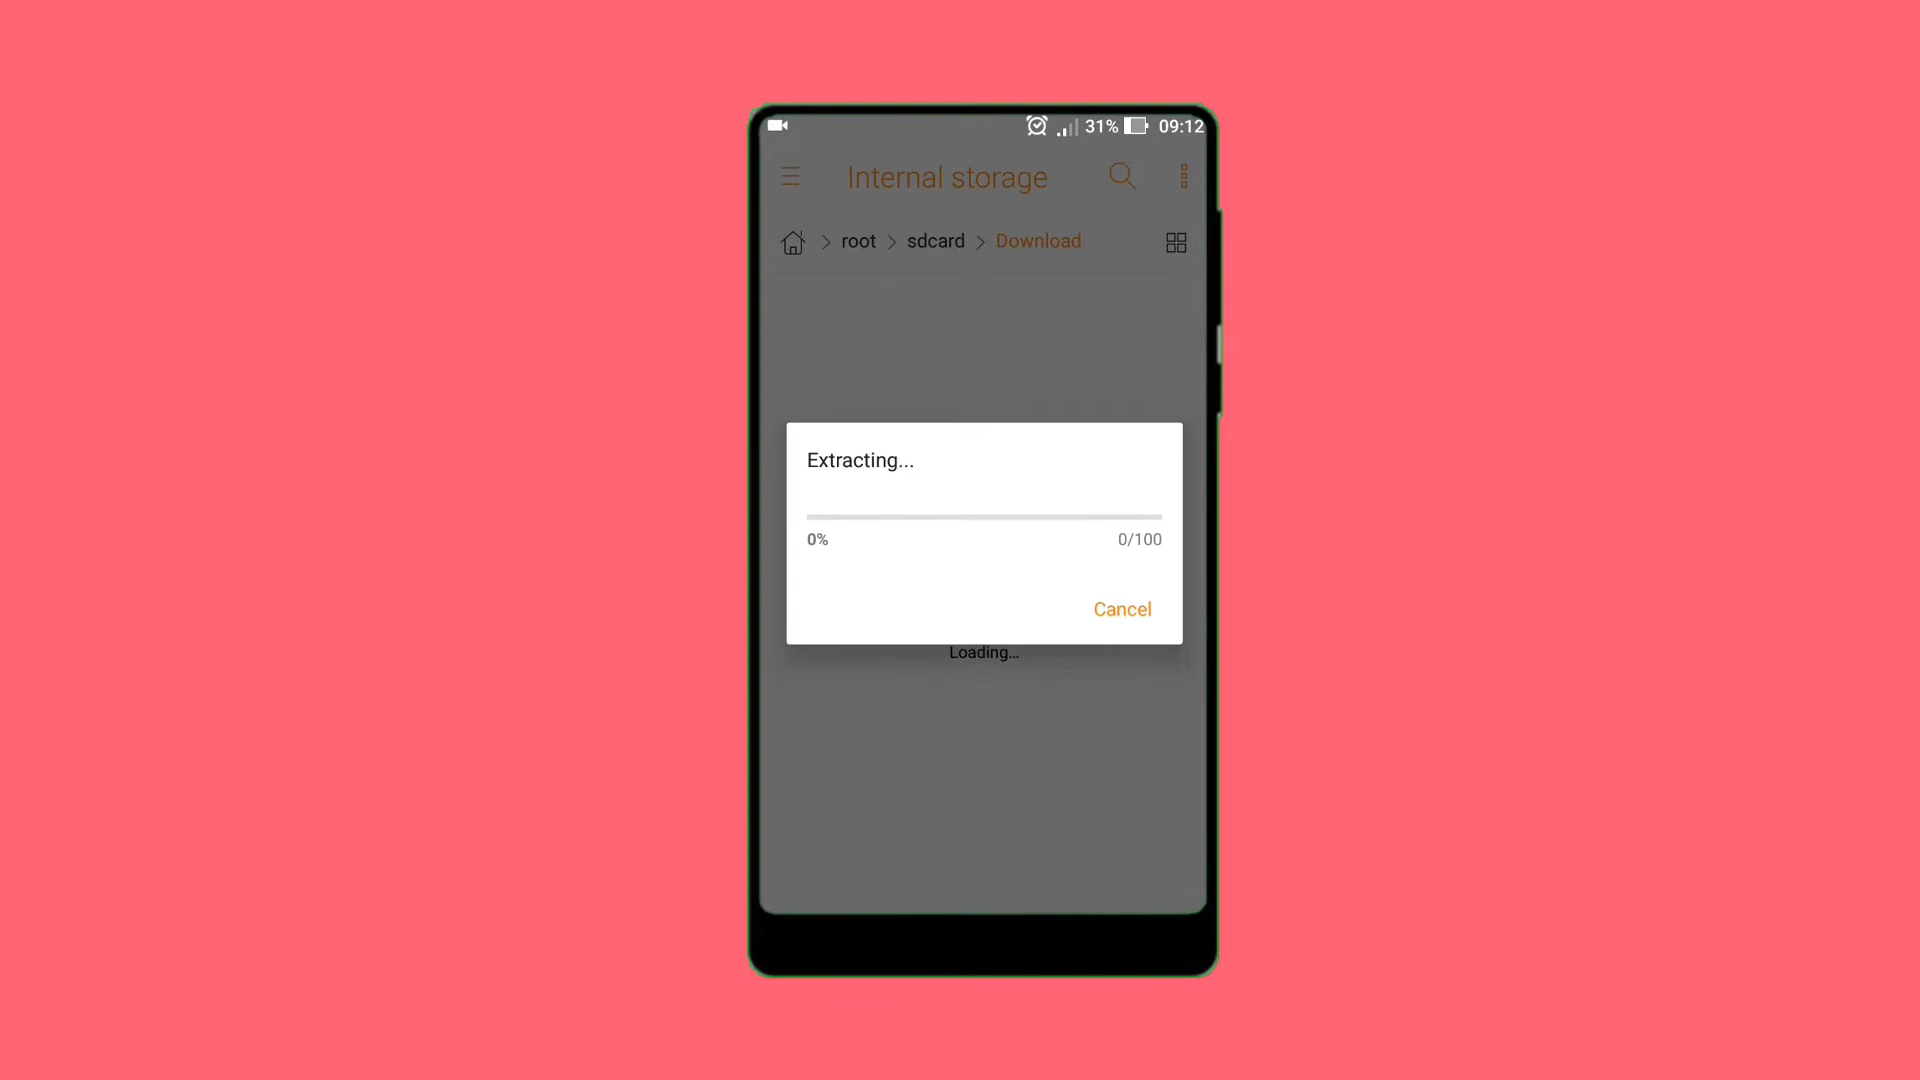 31% 09:12
Internal storage
root sdcard Download
Extracting...
0% 0/100
Cancel
Loading...